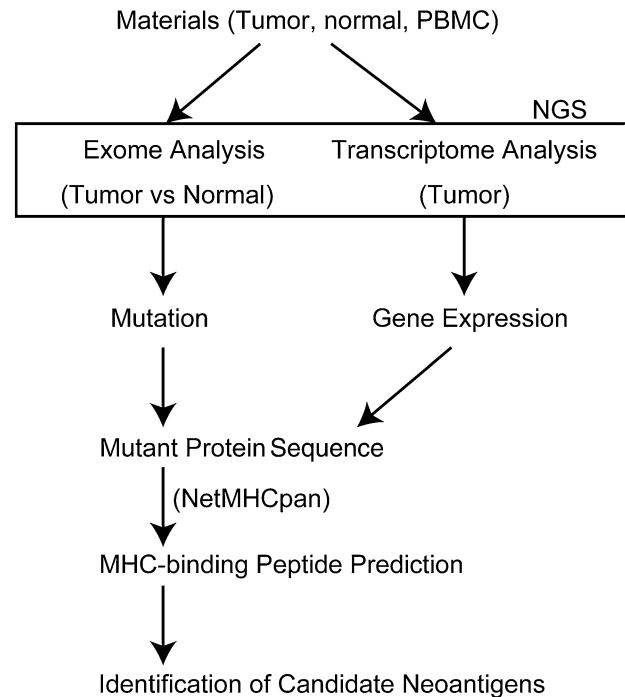 Materials (Tumor, normal, PBMC)
NGS
Exome Analysis
Transcriptome Analysis
(Tumor vs Normal)
(Tumor)
Mutation
Gene Expression
Mutant Protein Sequence
(NetMHCpan)
MHC-binding Peptide Prediction
Identification of Candidate Neoantigens